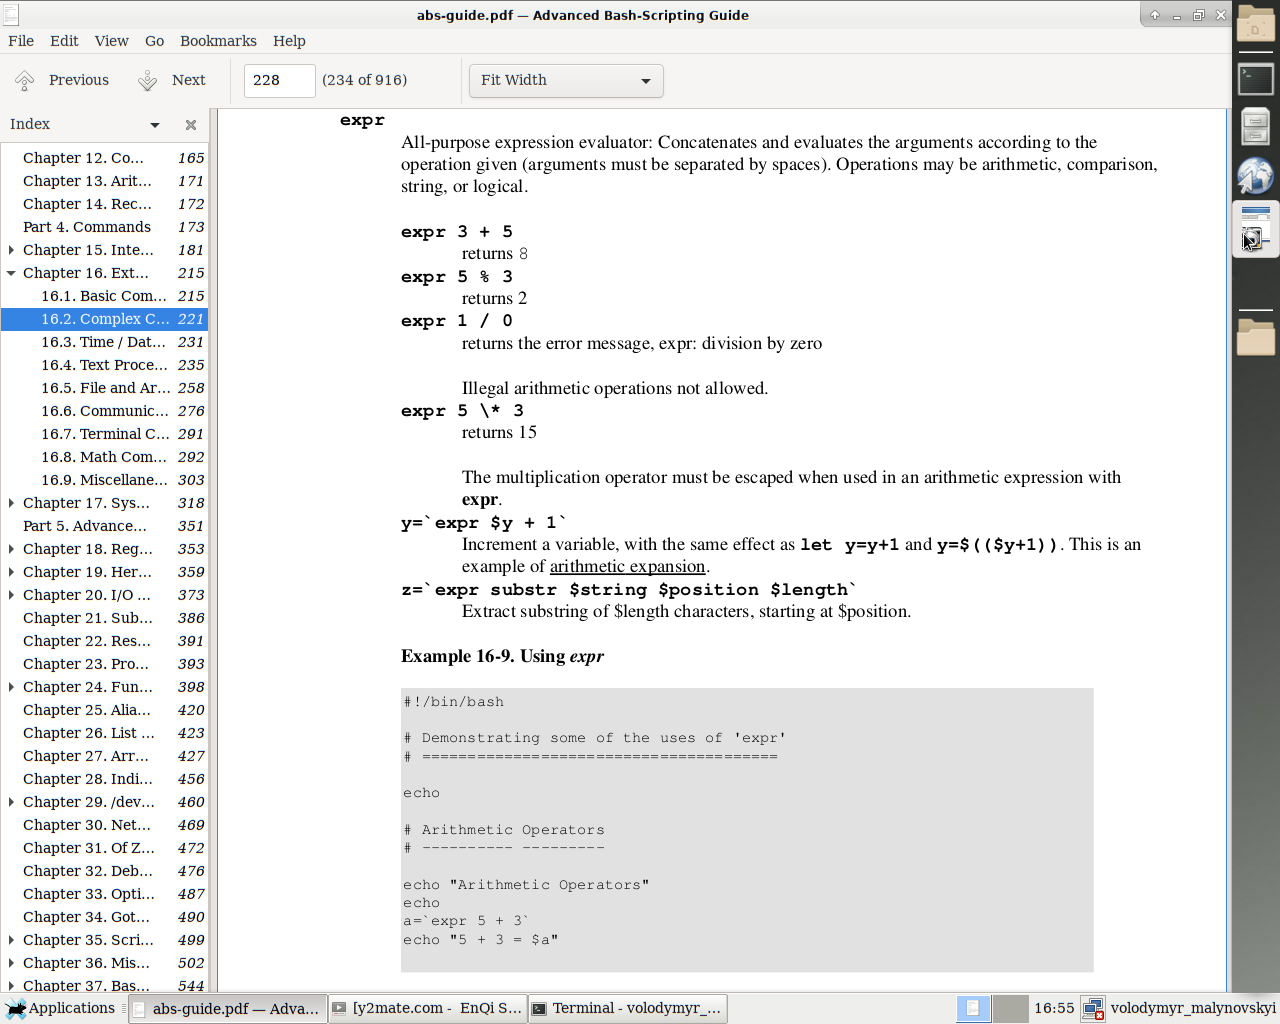 abs-guide.pdf — Advanced Bash-Scripting Guide
File Edit View Go Bookmarks Help
Previous Next 228 (234 of 916) Fit Width
Index
Chapter 12. Co... 165
Chapter 13. Arit... 171
Chapter 14. Rec... 172
Part 4. Commands 173
Chapter 15. Inte... 181
Chapter 16. Ext... 215
16.1. Basic Com... 215
16.2. Complex C... 221
16.3. Time / Dat... 231
16.4. Text Proce... 235
16.5. File and Ar... 258
16.6. Communic... 276
16.7. Terminal C... 291
16.8. Math Com... 292
16.9. Miscellane... 303
Chapter 17. Sys... 318
Part 5. Advance... 351
Chapter 18. Reg... 353
Chapter 19. Her... 359
Chapter 20. I/O ... 373
Chapter 21. Sub... 386
Chapter 22. Res... 391
Chapter 23. Pro... 393
Chapter 24. Fun... 398
Chapter 25. Alia... 420
Chapter 26. List ... 423
Chapter 27. Arr... 427
Chapter 28. Indi... 456
Chapter 29. /dev... 460
Chapter 30. Net... 469
Chapter 31. Of Z... 472
Chapter 32. Deb... 476
Chapter 33. Opti... 487
Chapter 34. Got... 490
Chapter 35. Scri... 499
Chapter 36. Mis... 502
Chapter 37. Bas... 544
expr
All-purpose expression evaluator: Concatenates and evaluates the arguments according to the
operation given (arguments must be separated by spaces). Operations may be arithmetic, comparison,
string, or logical.
expr 3 + 5
returns 8
expr 5 % 3
returns 2
expr 1 / 0
returns the error message, expr: division by zero
Illegal arithmetic operations not allowed.
expr 5 \* 3
returns 15
The multiplication operator must be escaped when used in an arithmetic expression with
expr.
y=`expr $y + 1`
Increment a variable, with the same effect as let y=y+1 and y=$(($y+1)). This is an
example of arithmetic expansion.
z=`expr substr $string $position $length`
Extract substring of $length characters, starting at $position.
Example 16-9. Using expr
#!/bin/bash
# Demonstrating some of the uses of 'expr'
# =======================================
echo
# Arithmetic Operators
# ---------- ---------
echo "Arithmetic Operators"
echo
a=`expr 5 + 3`
echo "5 + 3 = $a"
Applications abs-guide.pdf — Adva... [y2mate.com - EnQi S... Terminal - volodymyr_... 16:55 volodymyr_malynovskyi